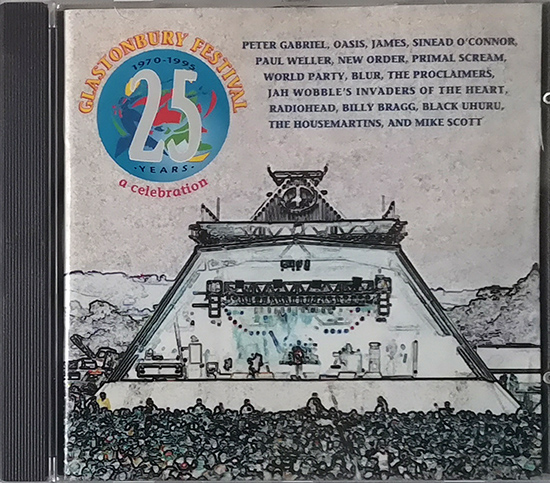 GLASTONBURY FESTIVAL
1970-1995
25
·YEARS·
a celebration
PETER GABRIEL, OASIS, JAMES, SINEAD O'CONNOR,
PAUL WELLER, NEW ORDER, PRIMAL SCREAM,
WORLD PARTY, BLUR, THE PROCLAIMERS,
JAH WOBBLE'S INVADERS OF THE HEART,
RADIOHEAD, BILLY BRAGG, BLACK UHURU,
THE HOUSEMARTINS, AND MIKE SCOTT